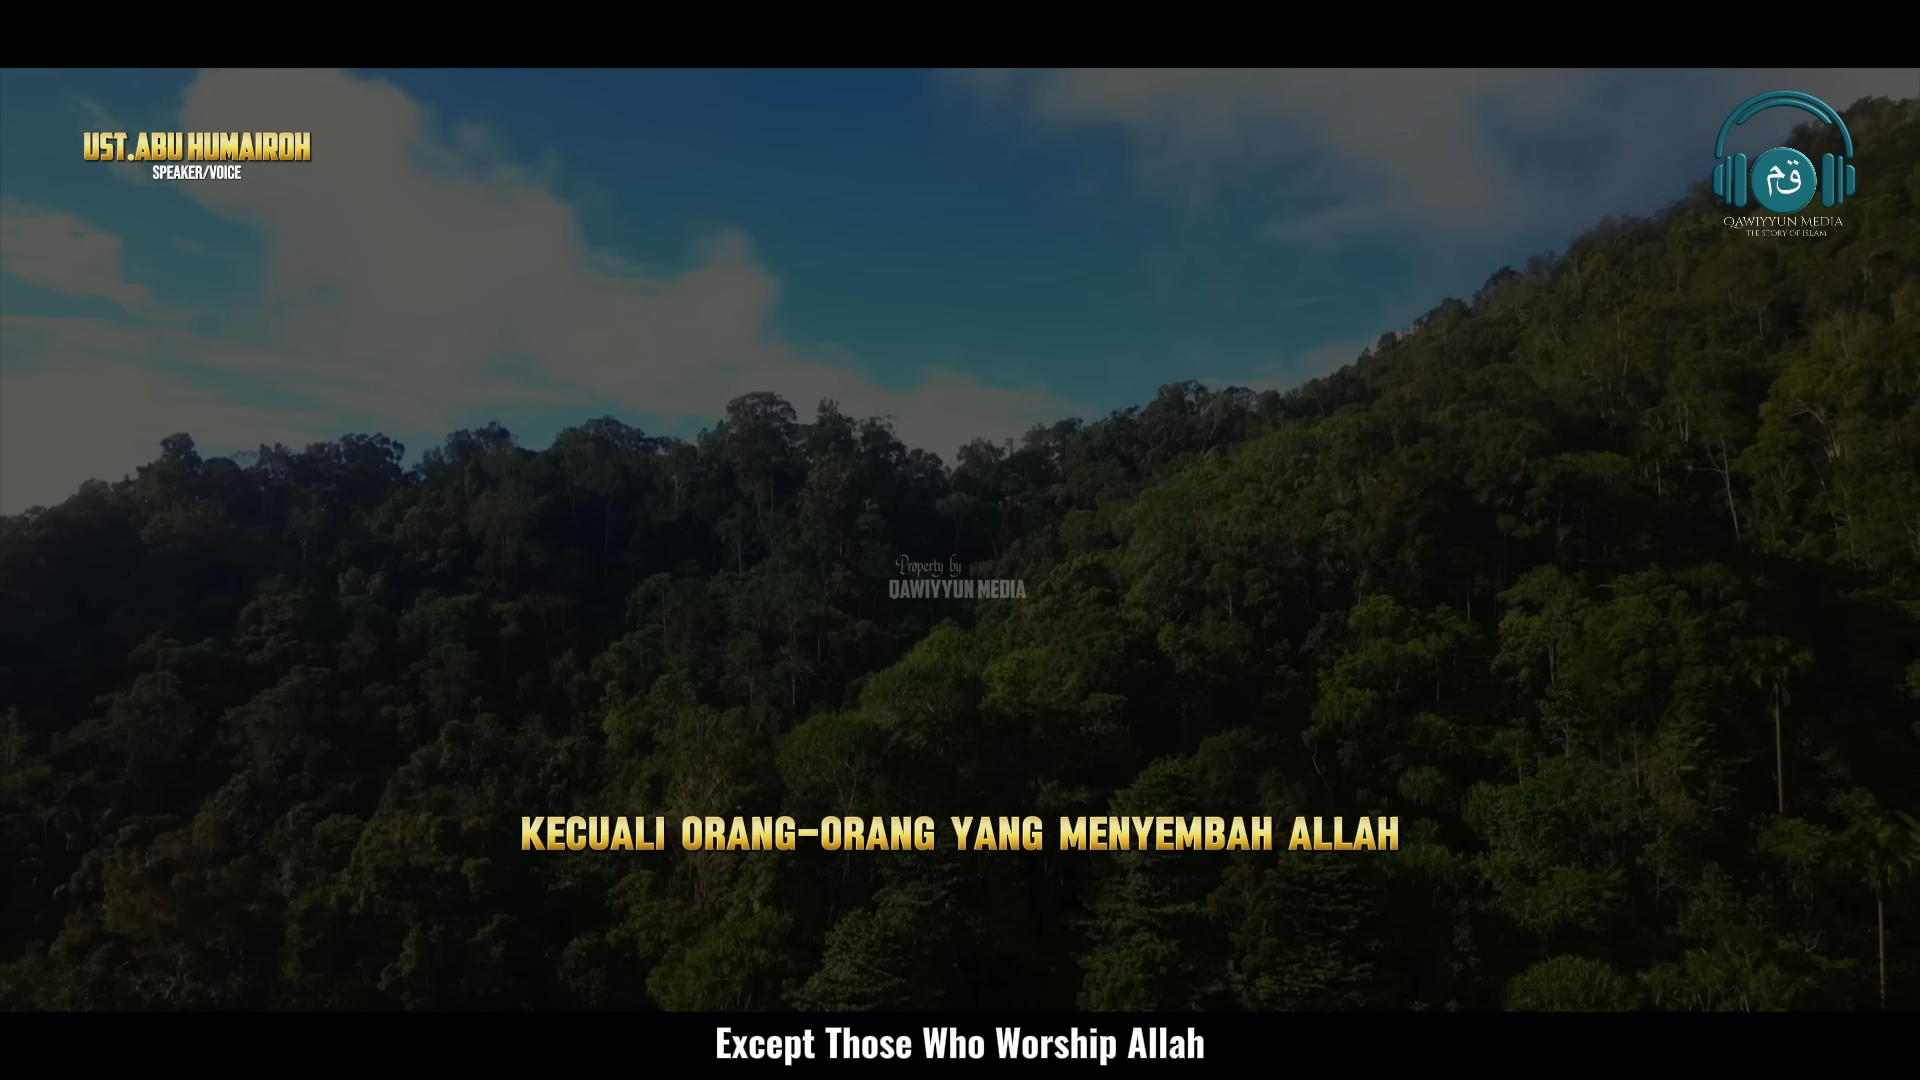 UST.ABU HUMAIROH
SPEAKER/VOICE
قم
QAWIYYUN MEDIA
THE STORY OF ISLAM
Property by
QAWIYYUN MEDIA
KECUALI ORANG-ORANG YANG MENYEMBAH ALLAH
Except Those Who Worship Allah